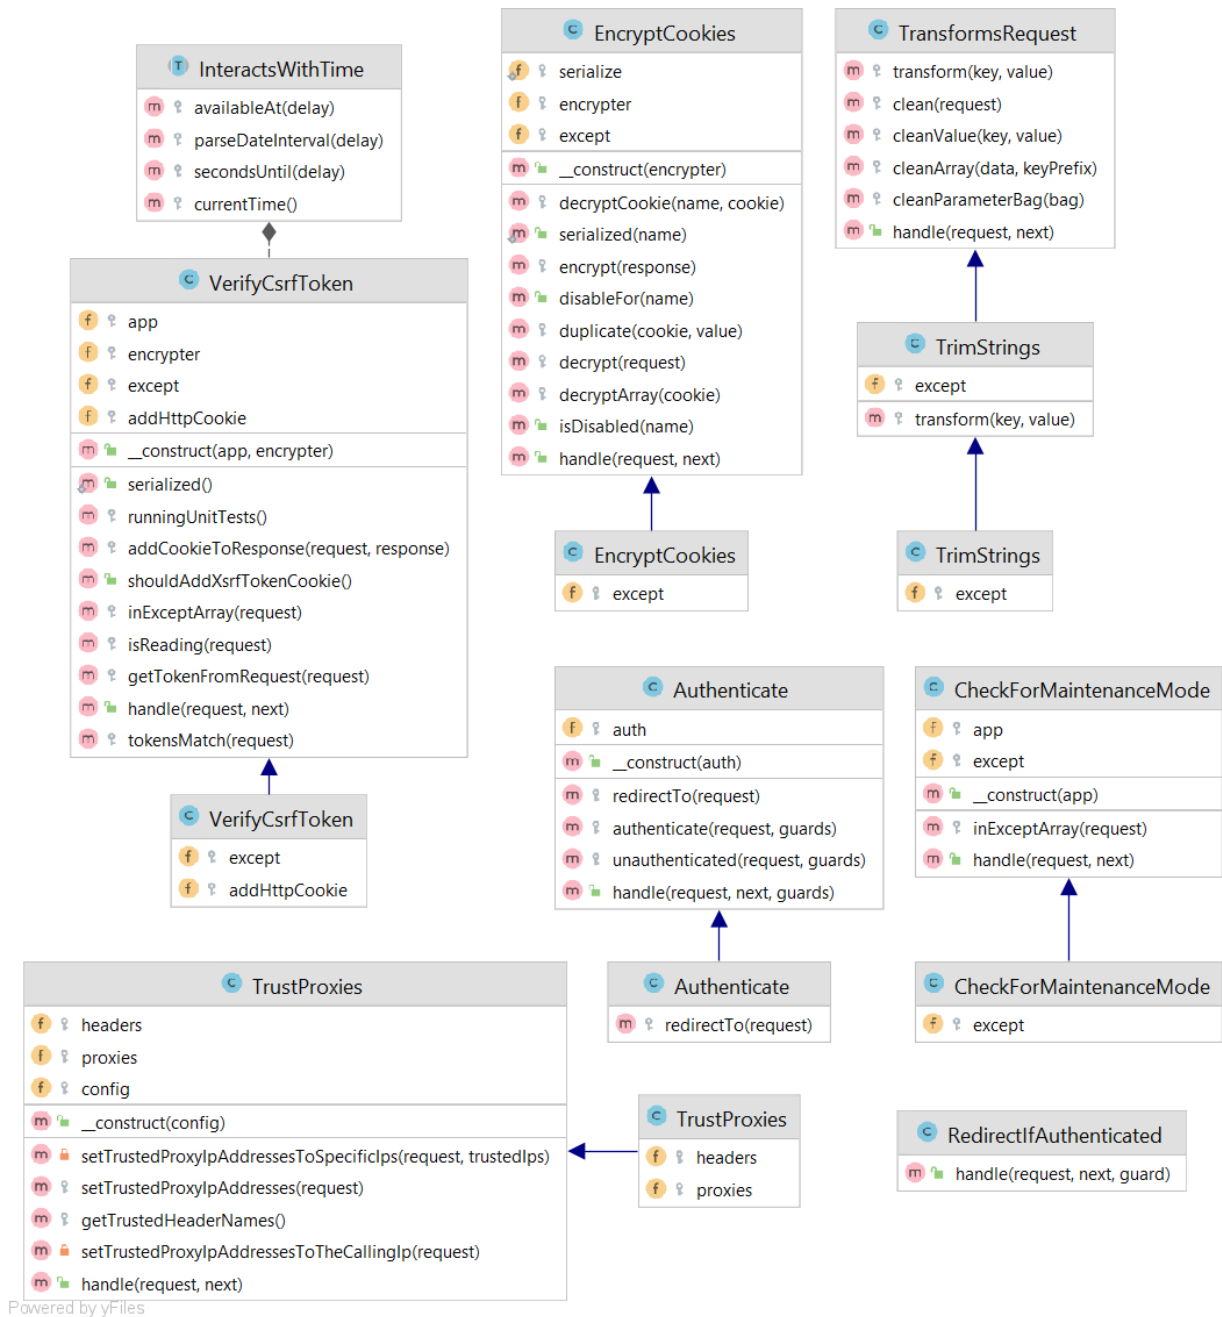 InteractsWithTime
availableAt(delay)
parseDateInterval(delay)
secondsUntil(delay)
currentTime()
VerifyCsrfToken
app
encrypter
except
addHttpCookie
__construct(app, encrypter)
serialized()
runningUnitTests()
addCookieToResponse(request, response)
shouldAddXsrfTokenCookie()
inExceptArray(request)
isReading(request)
getTokenFromRequest(request)
handle(request, next)
tokensMatch(request)
VerifyCsrfToken
except
addHttpCookie
EncryptCookies
serialize
encrypter
except
__construct(encrypter)
decryptCookie(name, cookie)
serialized(name)
encrypt(response)
disableFor(name)
duplicate(cookie, value)
decrypt(request)
decryptArray(cookie)
isDisabled(name)
handle(request, next)
EncryptCookies
except
TransformsRequest
transform(key, value)
clean(request)
cleanValue(key, value)
cleanArray(data, keyPrefix)
cleanParameterBag(bag)
handle(request, next)
TrimStrings
except
transform(key, value)
TrimStrings
except
Authenticate
auth
__construct(auth)
redirectTo(request)
authenticate(request, guards)
unauthenticated(request, guards)
handle(request, next, guards)
Authenticate
redirectTo(request)
CheckForMaintenanceMode
app
except
__construct(app)
inExceptArray(request)
handle(request, next)
CheckForMaintenanceMode
except
TrustProxies
headers
proxies
config
__construct(config)
setTrustedProxyIpAddressesToSpecificIps(request, trustedIps)
setTrustedProxyIpAddresses(request)
getTrustedHeaderNames()
setTrustedProxyIpAddressesToTheCallingIp(request)
handle(request, next)
TrustProxies
headers
proxies
RedirectIfAuthenticated
handle(request, next, guard)
Powered by yFiles